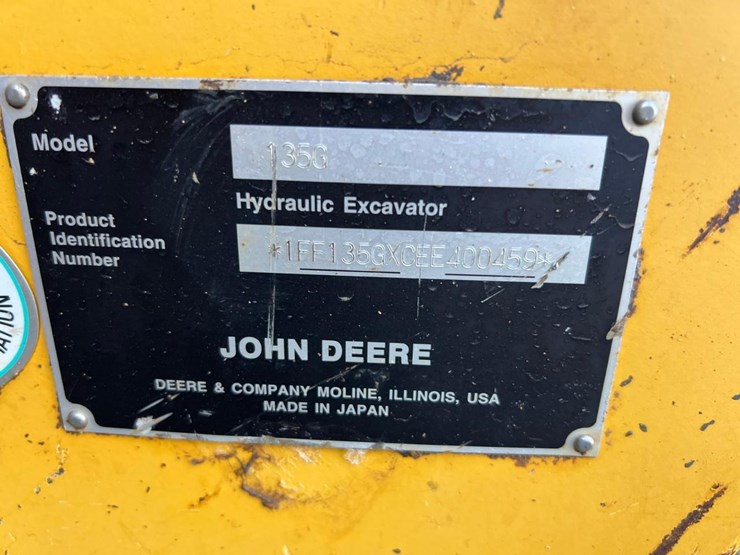 Model 135G
Hydraulic Excavator
Product
Identification
Number
*1FF135GXCEE400459*
JOHN DEERE
DEERE & COMPANY MOLINE, ILLINOIS, USA
MADE IN JAPAN